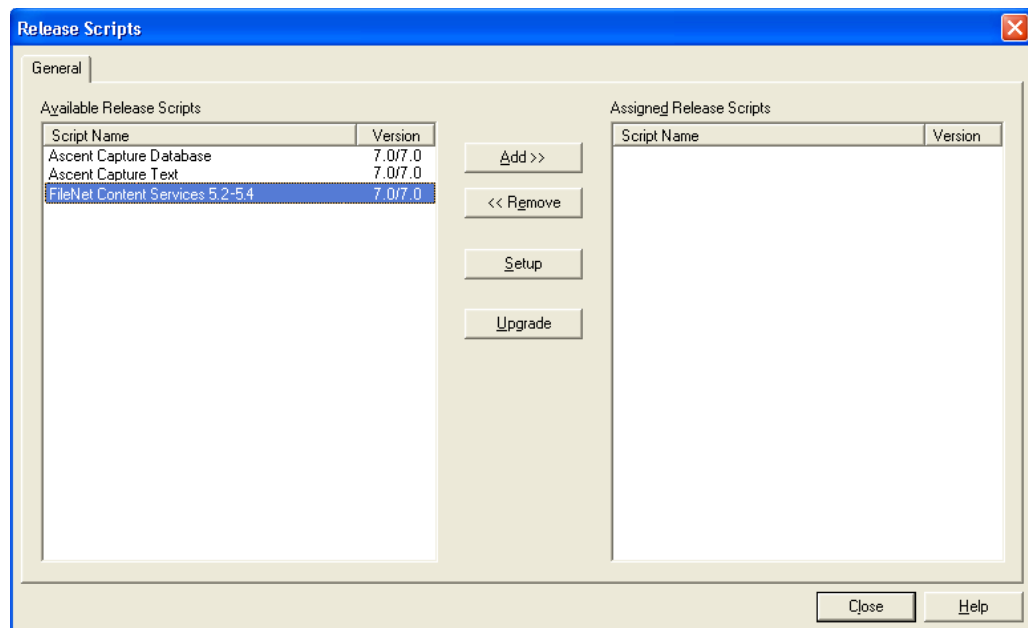 Release Scripts
General
Available Release Scripts
Script Name Version
Ascent Capture Database 7.0/7.0
Ascent Capture Text 7.0/7.0
FileNet Content Services 5.2-5.4 7.0/7.0
Add >>
<< Remove
Setup
Upgrade
Assigned Release Scripts
Script Name Version
Close Help